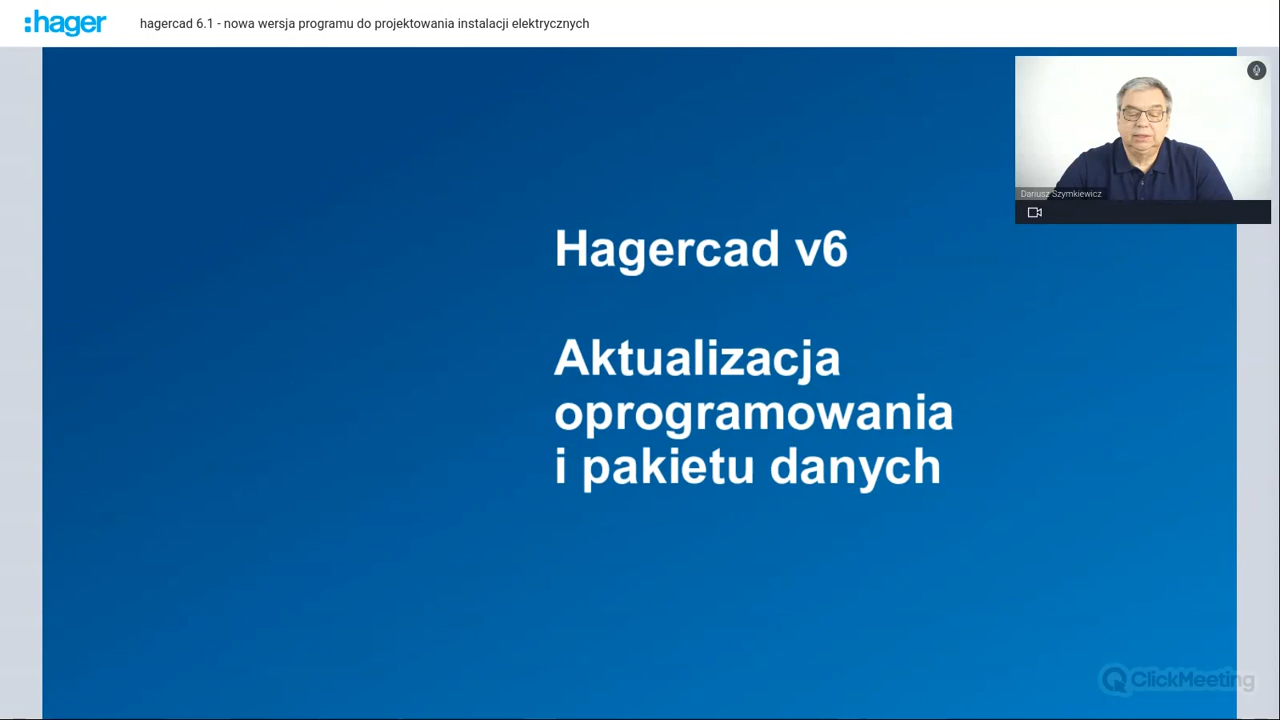 :hager
hagercad 6.1 - nowa wersja programu do projektowania instalacji elektrycznych
Dariusz Szymkiewicz
Hagercad v6
Aktualizacja
oprogramowania
i pakietu danych
ClickMeeting